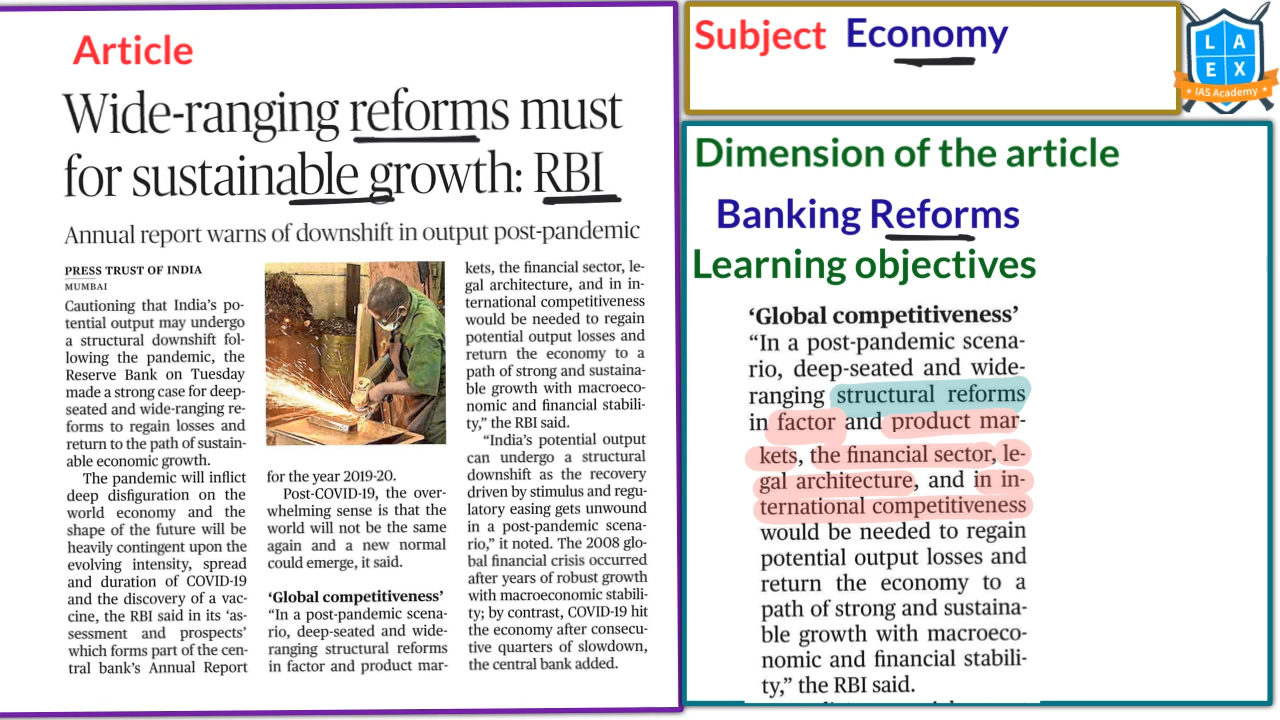 Article
Wide-ranging reforms must
for sustainable growth: RBI
Annual report warns of downshift in output post-pandemic
PRESS TRUST OF INDIA
MUMBAI
Cautioning that India's po-
tential output may undergo
a structural downshift fol-
lowing the pandemic, the
Reserve Bank on Tuesday
made a strong case for deep-
seated and wide-ranging re-
forms to regain losses and
return to the path of sustain-
able economic growth.
The pandemic will inflict
deep disfiguration on the
world economy and the
shape of the future will be
heavily contingent upon the
evolving intensity, spread
and duration of COVID-19
and the discovery of a vac-
cine, the RBI said in its ‘as-
sessment and prospects’
which forms part of the cen-
tral bank's Annual Report
for the year 2019-20.
Post-COVID-19, the over-
whelming sense is that the
world will not be the same
again and a new normal
could emerge, it said.
‘Global competitiveness’
“In a post-pandemic scena-
rio, deep-seated and wide-
ranging structural reforms
in factor and product mar-
kets, the financial sector, le-
gal architecture, and in in-
ternational competitiveness
would be needed to regain
potential output losses and
return the economy to a
path of strong and sustaina-
ble growth with macroeco-
nomic and financial stabili-
ty,” the RBI said.
“India's potential output
can undergo a structural
downshift as the recovery
driven by stimulus and regu-
latory easing gets unwound
in a post-pandemic scena-
rio,” it noted. The 2008 glo-
bal financial crisis occurred
after years of robust growth
with macroeconomic stabili-
ty; by contrast, COVID-19 hit
the economy after consecu-
tive quarters of slowdown,
the central bank added.
Subject Economy
L A
E X
IAS Academy
Dimension of the article
Banking Reforms
Learning objectives
‘Global competitiveness’
“In a post-pandemic scena-
rio, deep-seated and wide-
ranging structural reforms
in factor and product mar-
kets, the financial sector, le-
gal architecture, and in in-
ternational competitiveness
would be needed to regain
potential output losses and
return the economy to a
path of strong and sustaina-
ble growth with macroeco-
nomic and financial stabili-
ty,” the RBI said.